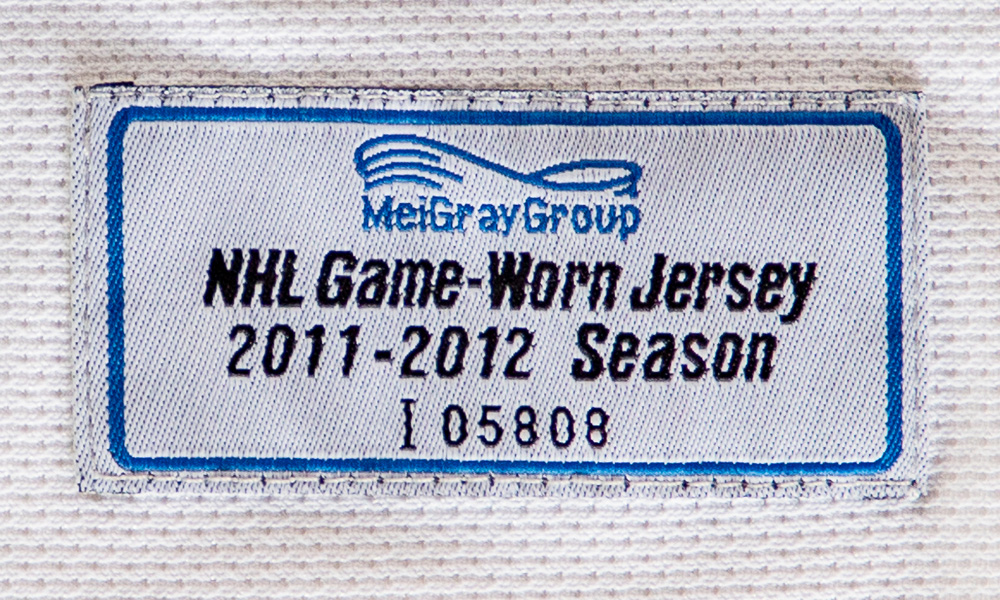 MeiGrayGroup
NHL Game-Worn Jersey
2011-2012 Season
I 05808